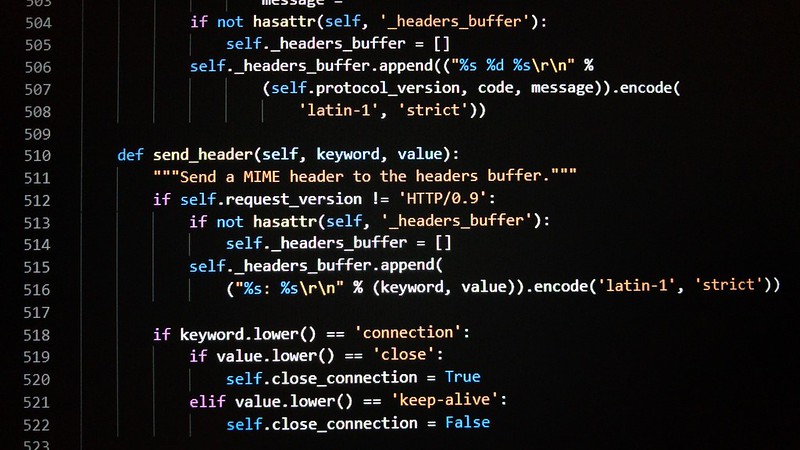 503 message =
504 if not hasattr(self, '_headers_buffer'):
505 self._headers_buffer = []
506 self._headers_buffer.append(("%s %d %s\r\n" %
507 (self.protocol_version, code, message)).encode(
508 'latin-1', 'strict'))
509
510 def send_header(self, keyword, value):
511 """Send a MIME header to the headers buffer."""
512 if self.request_version != 'HTTP/0.9':
513 if not hasattr(self, '_headers_buffer'):
514 self._headers_buffer = []
515 self._headers_buffer.append(
516 ("%s: %s\r\n" % (keyword, value)).encode('latin-1', 'strict'))
517
518 if keyword.lower() == 'connection':
519 if value.lower() == 'close':
520 self.close_connection = True
521 elif value.lower() == 'keep-alive':
522 self.close_connection = False
523